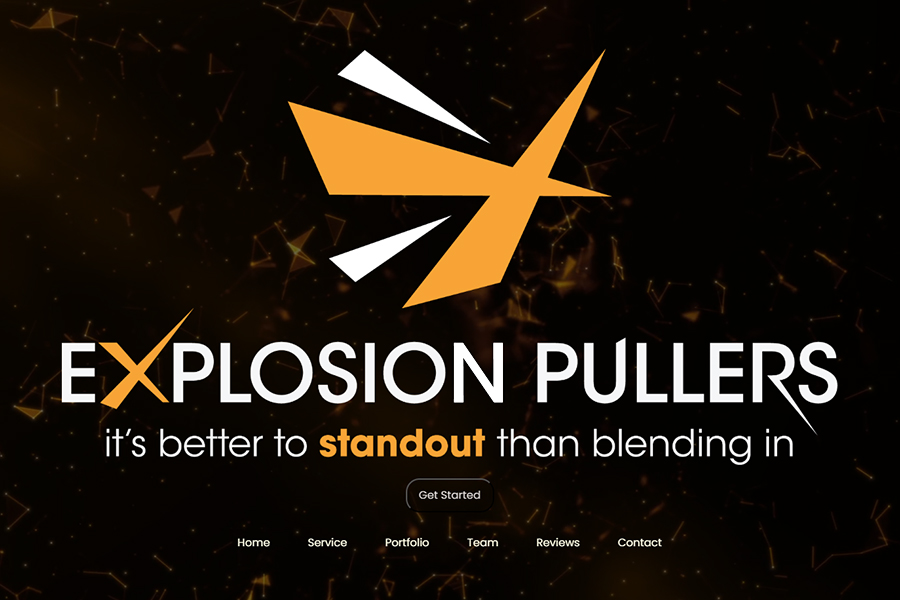 EXPLOSION PULLERS
it's better to standout than blending in
Get Started
Home Service Portfolio Team Reviews Contact